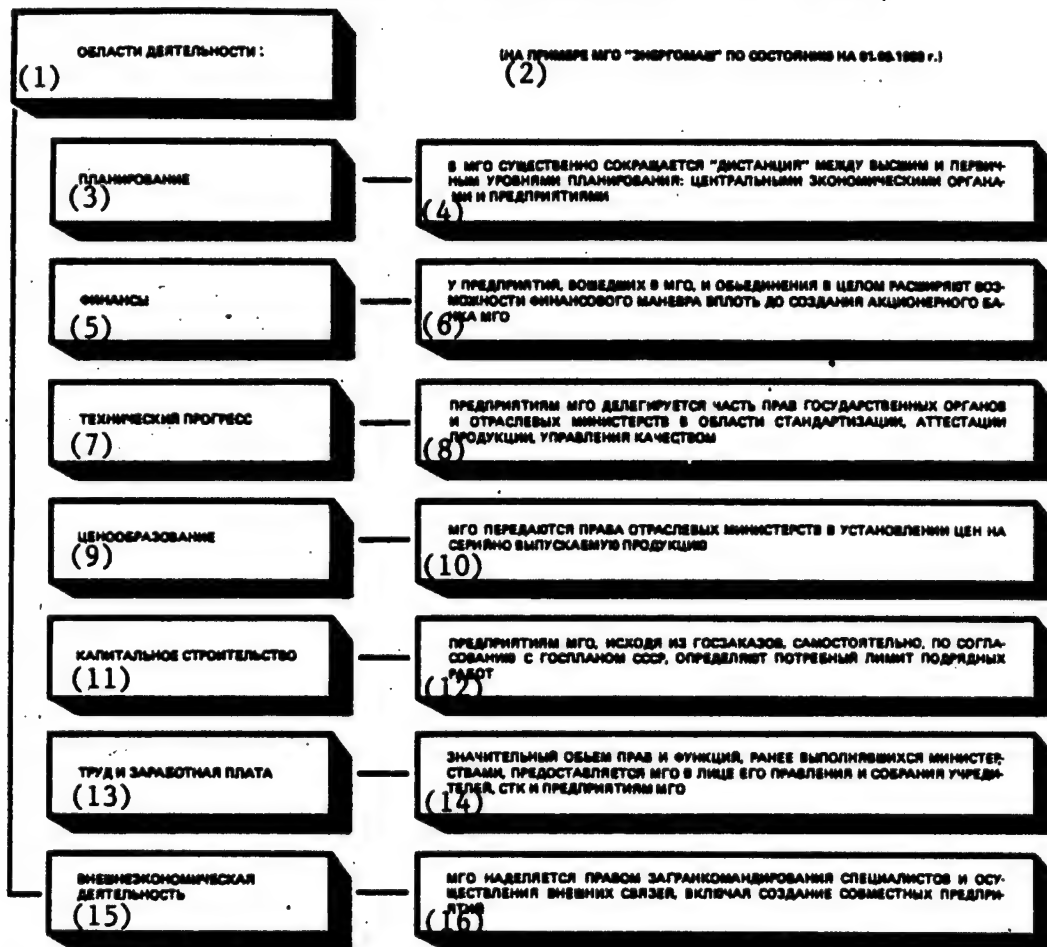 ОБЛАСТИ ДЕЯТЕЛЬНОСТИ :
(1)
(НА ПРИМЕРЕ МГО "ЭНЕРГОМАШ" ПО СОСТОЯНИЮ НА г.)
(2)
ПЛАНИРОВАНИЕ
(3)
В МГО СУЩЕСТВЕННО СОКРАЩАЕТСЯ "ДИСТАНЦИЯ" МЕЖДУ ВЫСШИМ И ПЕРВИЧ-
НЫМ УРОВНЯМИ ПЛАНИРОВАНИЯ: ЦЕНТРАЛЬНЫМИ ЭКОНОМИЧЕСКИМИ ОРГАНА-
МИ И ПРЕДПРИЯТИЯМИ
(4)
ФИНАНСЫ
(5)
У ПРЕДПРИЯТИЙ, ВОШЕДШИХ В МГО, И ОБЪЕДИНЕНИЯ В ЦЕЛОМ РАСШИРЯЮТ ВОЗ-
МОЖНОСТИ ФИНАНСОВОГО МАНЕВРА ВПЛОТЬ ДО СОЗДАНИЯ АКЦИОНЕРНОГО БА-
НКА МГО
(6)
ТЕХНИЧЕСКИЙ ПРОГРЕСС
(7)
ПРЕДПРИЯТИЯМ МГО ДЕЛЕГИРУЕТСЯ ЧАСТЬ ПРАВ ГОСУДАРСТВЕННЫХ ОРГАНОВ
И ОТРАСЛЕВЫХ МИНИСТЕРСТВ В ОБЛАСТИ СТАНДАРТИЗАЦИИ, АТТЕСТАЦИИ
ПРОДУКЦИИ, УПРАВЛЕНИЯ КАЧЕСТВОМ
(8)
ЦЕНООБРАЗОВАНИЕ
(9)
МГО ПЕРЕДАЮТСЯ ПРАВА ОТРАСЛЕВЫХ МИНИСТЕРСТВ В УСТАНОВЛЕНИИ ЦЕН НА
СЕРИЙНО ВЫПУСКАЕМУЮ ПРОДУКЦИЮ
(10)
КАПИТАЛЬНОЕ СТРОИТЕЛЬСТВО
(11)
ПРЕДПРИЯТИЯМ МГО, ИСХОДЯ ИЗ ГОСЗАКАЗОВ, САМОСТОЯТЕЛЬНО, ПО СОГЛА-
СОВАНИЮ С ГОСПЛАНОМ СССР, ОПРЕДЕЛЯЮТ ПОТРЕБНЫЙ ЛИМИТ ПОДРЯДНЫХ
РАБОТ
(12)
ТРУД И ЗАРАБОТНАЯ ПЛАТА
(13)
ЗНАЧИТЕЛЬНЫЙ ОБЪЕМ ПРАВ И ФУНКЦИЙ, РАНЕЕ ВЫПОЛНЯВШИХСЯ МИНИСТЕР-
СТВАМИ, ПРЕДОСТАВЛЯЕТСЯ МГО В ЛИЦЕ ЕГО ПРАВЛЕНИЯ И СОБРАНИЯ УЧРЕДИ-
ТЕЛЕЙ, СТК И ПРЕДПРИЯТИЯМ МГО
(14)
ВНЕШНЕЭКОНОМИЧЕСКАЯ
ДЕЯТЕЛЬНОСТЬ
(15)
МГО НАДЕЛЯЕТСЯ ПРАВОМ ЗАГРАНКОМАНДИРОВАНИЯ СПЕЦИАЛИСТОВ И ОСУ-
ЩЕСТВЛЕНИЯ ВНЕШНИХ СВЯЗЕЙ, ВКЛЮЧАЯ СОЗДАНИЕ СОВМЕСТНЫХ ПРЕДПРИ-
ЯТИЙ
(16)